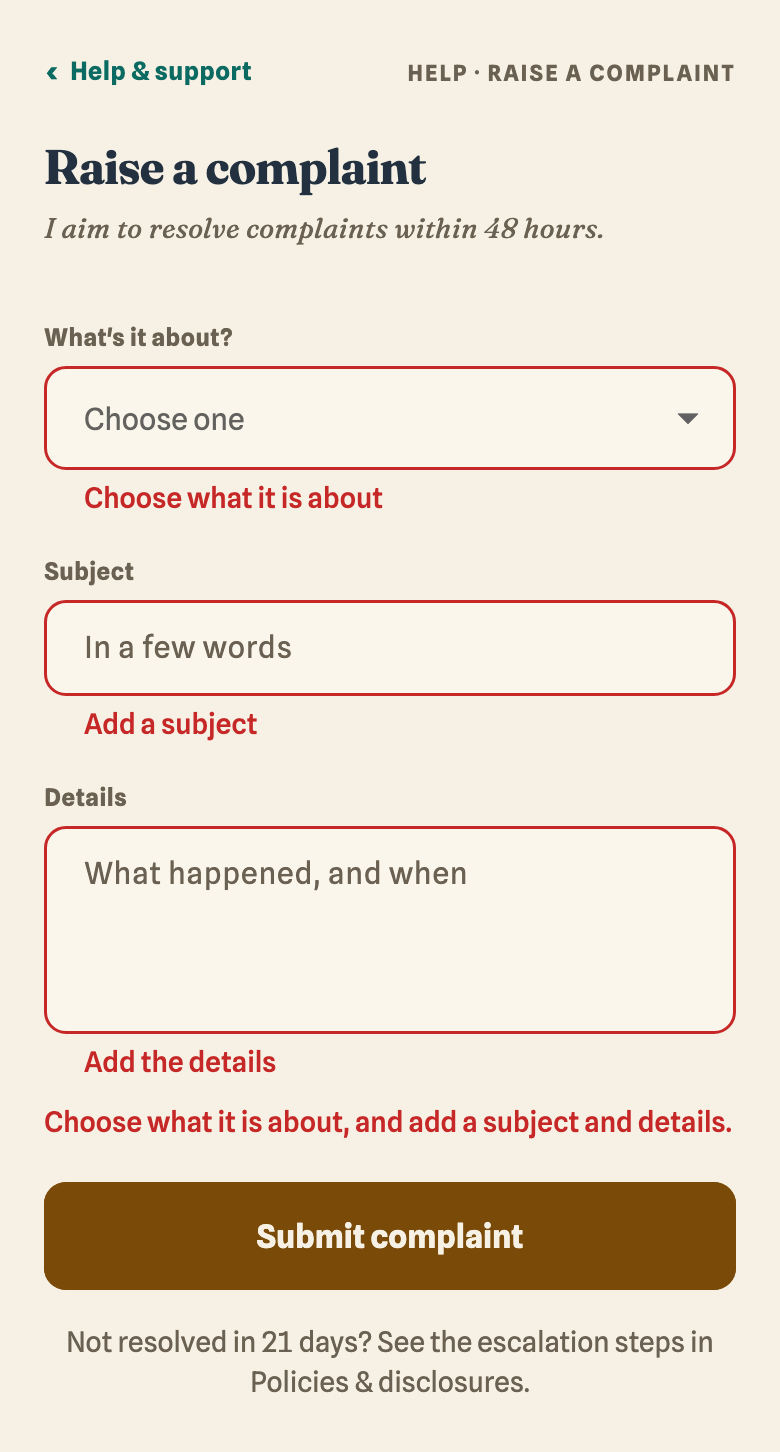 ‹ Help & support
HELP · RAISE A COMPLAINT
Raise a complaint
I aim to resolve complaints within 48 hours.
What's it about?
Choose one
Choose what it is about
Subject
In a few words
Add a subject
Details
What happened, and when
Add the details
Choose what it is about, and add a subject and details.
Submit complaint
Not resolved in 21 days? See the escalation steps in
Policies & disclosures.